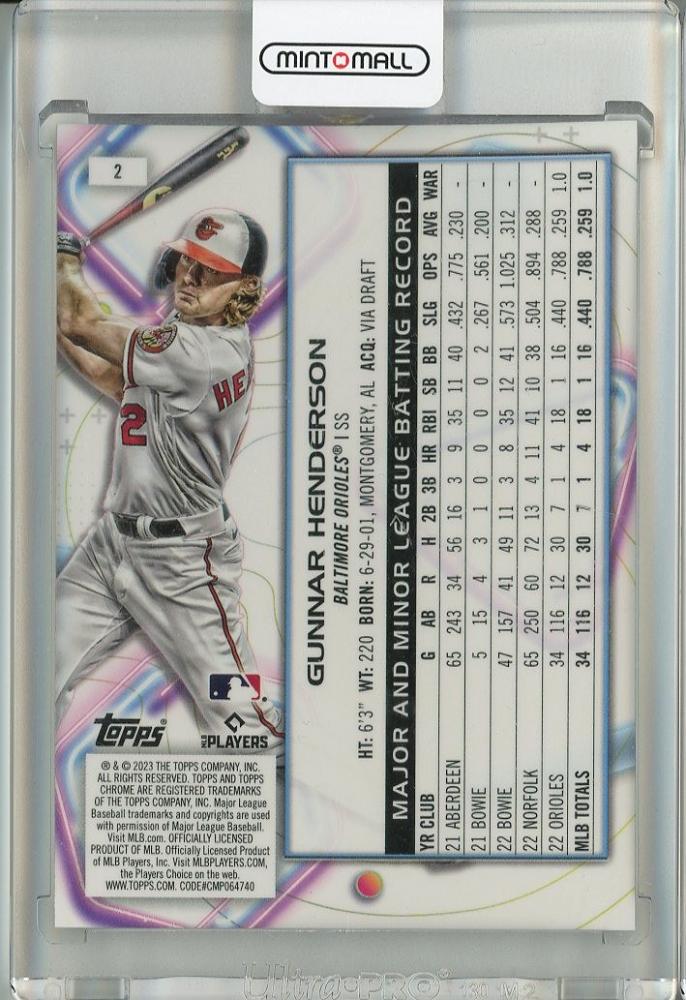 MINTOMALL
2
HE
2
GUNNAR HENDERSON
BALTIMORE ORIOLES® I SS
HT: 6'3" WT: 220 BORN: 6-29-01, MONTGOMERY, AL ACQ: VIA DRAFT
MAJOR AND MINOR LEAGUE BATTING RECORD
YR CLUB G AB R H 2B 3B HR RBI SB BB SLG OPS AVG WAR
21 ABERDEEN 65 243 34 56 16 3 9 35 11 40 .432 .775 .230 -
21 BOWIE 5 15 4 3 1 0 0 0 0 2 .267 .561 .200 -
22 BOWIE 47 157 41 49 11 3 8 35 12 41 .573 1.025 .312 -
22 NORFOLK 65 250 60 72 13 4 11 41 10 38 .504 .894 .288 -
22 ORIOLES 34 116 12 30 7 1 4 18 1 16 .440 .788 .259 1.0
MLB TOTALS 34 116 12 30 7 1 4 18 1 16 .440 .788 .259 1.0
topps
MLB PLAYERS
® & © 2023 THE TOPPS COMPANY, INC.
ALL RIGHTS RESERVED. TOPPS AND TOPPS
CHROME ARE REGISTERED TRADEMARKS
OF THE TOPPS COMPANY, INC. Major League
Baseball trademarks and copyrights are used
with permission of Major League Baseball.
Visit MLB.com. OFFICIALLY LICENSED
PRODUCT OF MLB. Officially Licensed Product
of MLB Players, Inc. Visit MLBPLAYERS.COM,
the Players Choice on the web.
WWW.TOPPS.COM. CODE#CMP064740
Ultra·PRO